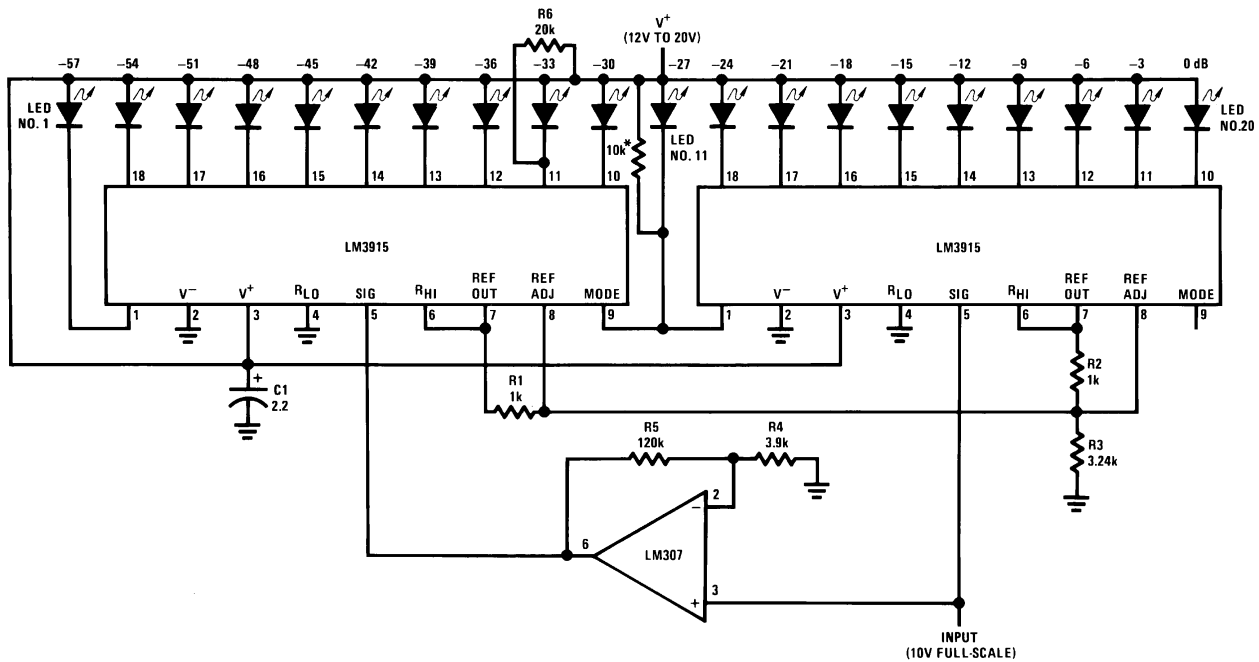 R6
20k
V+
(12V TO 20V)
−57 −54 −51 −48 −45 −42 −39 −36 −33 −30 −27 −24 −21 −18 −15 −12 −9 −6 −3 0 dB
LED
NO. 1
10k*
LED
NO. 11
LED
NO.20
18 17 16 15 14 13 12 11 10
18 17 16 15 14 13 12 11 10
LM3915
LM3915
V− V+ RLO SIG RHI REF OUT REF ADJ MODE
V− V+ RLO SIG RHI REF OUT REF ADJ MODE
1 2 3 4 5 6 7 8 9
1 2 3 4 5 6 7 8 9
+
C1
2.2
R1
1k
R2
1k
R5
120k
R4
3.9k
R3
3.24k
2
−
6
LM307
3
+
INPUT
(10V FULL-SCALE)